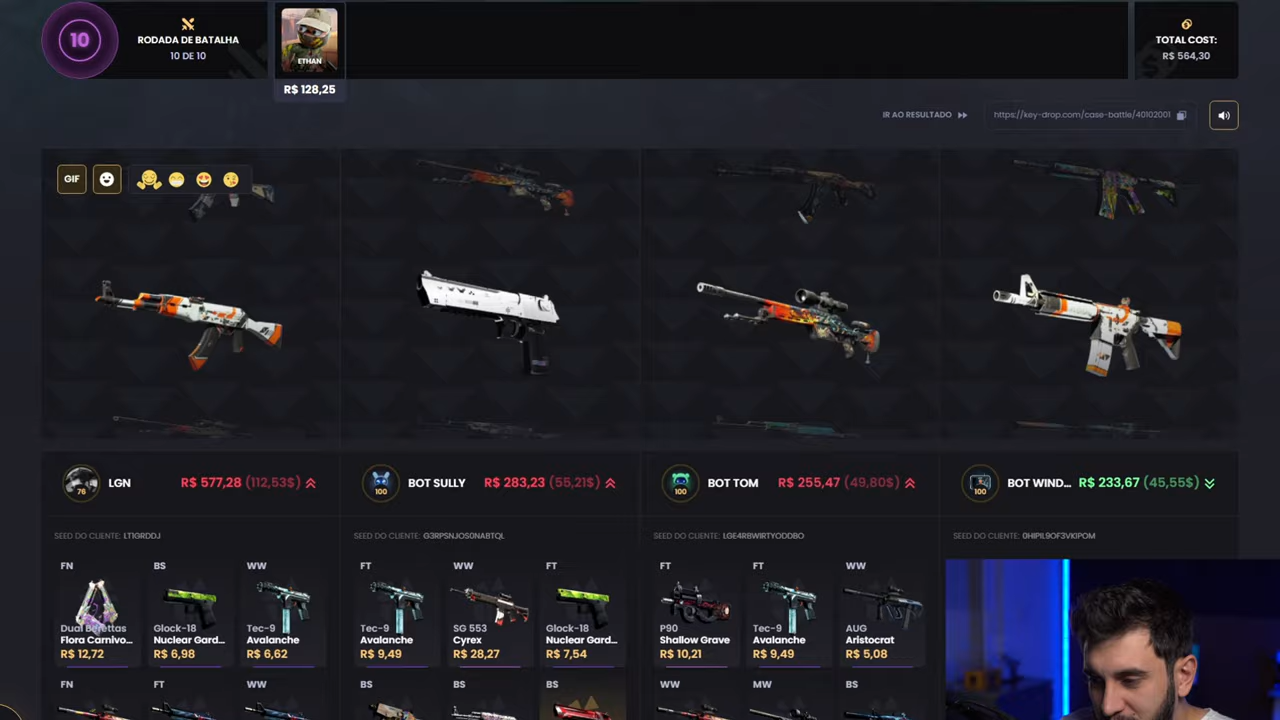 10
RODADA DE BATALHA
10 DE 10
ETHAN
R$ 128,25
TOTAL COST:
R$ 564,30
IR AO RESULTADO
https://key-drop.com/case-battle/40102001
GIF
76
LGN
R$ 577,28 (112,53$)
100
BOT SULLY
R$ 283,23 (55,21$)
100
BOT TOM
R$ 255,47 (49,80$)
100
BOT WIND...
R$ 233,67 (45,55$)
SEED DO CLIENTE: LT1GRDDJ
SEED DO CLIENTE: G3RPSNJOS0NABTQL
SEED DO CLIENTE: LGE4RBWIRTYODDBO
SEED DO CLIENTE: 0HIPIL9OF3VKIPOM
FN
Dual Berettas
Flora Carnivo...
R$ 12,72
BS
Glock-18
Nuclear Gard...
R$ 6,98
WW
Tec-9
Avalanche
R$ 6,62
FT
Tec-9
Avalanche
R$ 9,49
WW
SG 553
Cyrex
R$ 28,27
FT
Glock-18
Nuclear Gard...
R$ 7,54
FT
P90
Shallow Grave
R$ 10,21
FT
Tec-9
Avalanche
R$ 9,49
WW
AUG
Aristocrat
R$ 5,08
FN
FT
WW
BS
BS
BS
WW
MW
BS